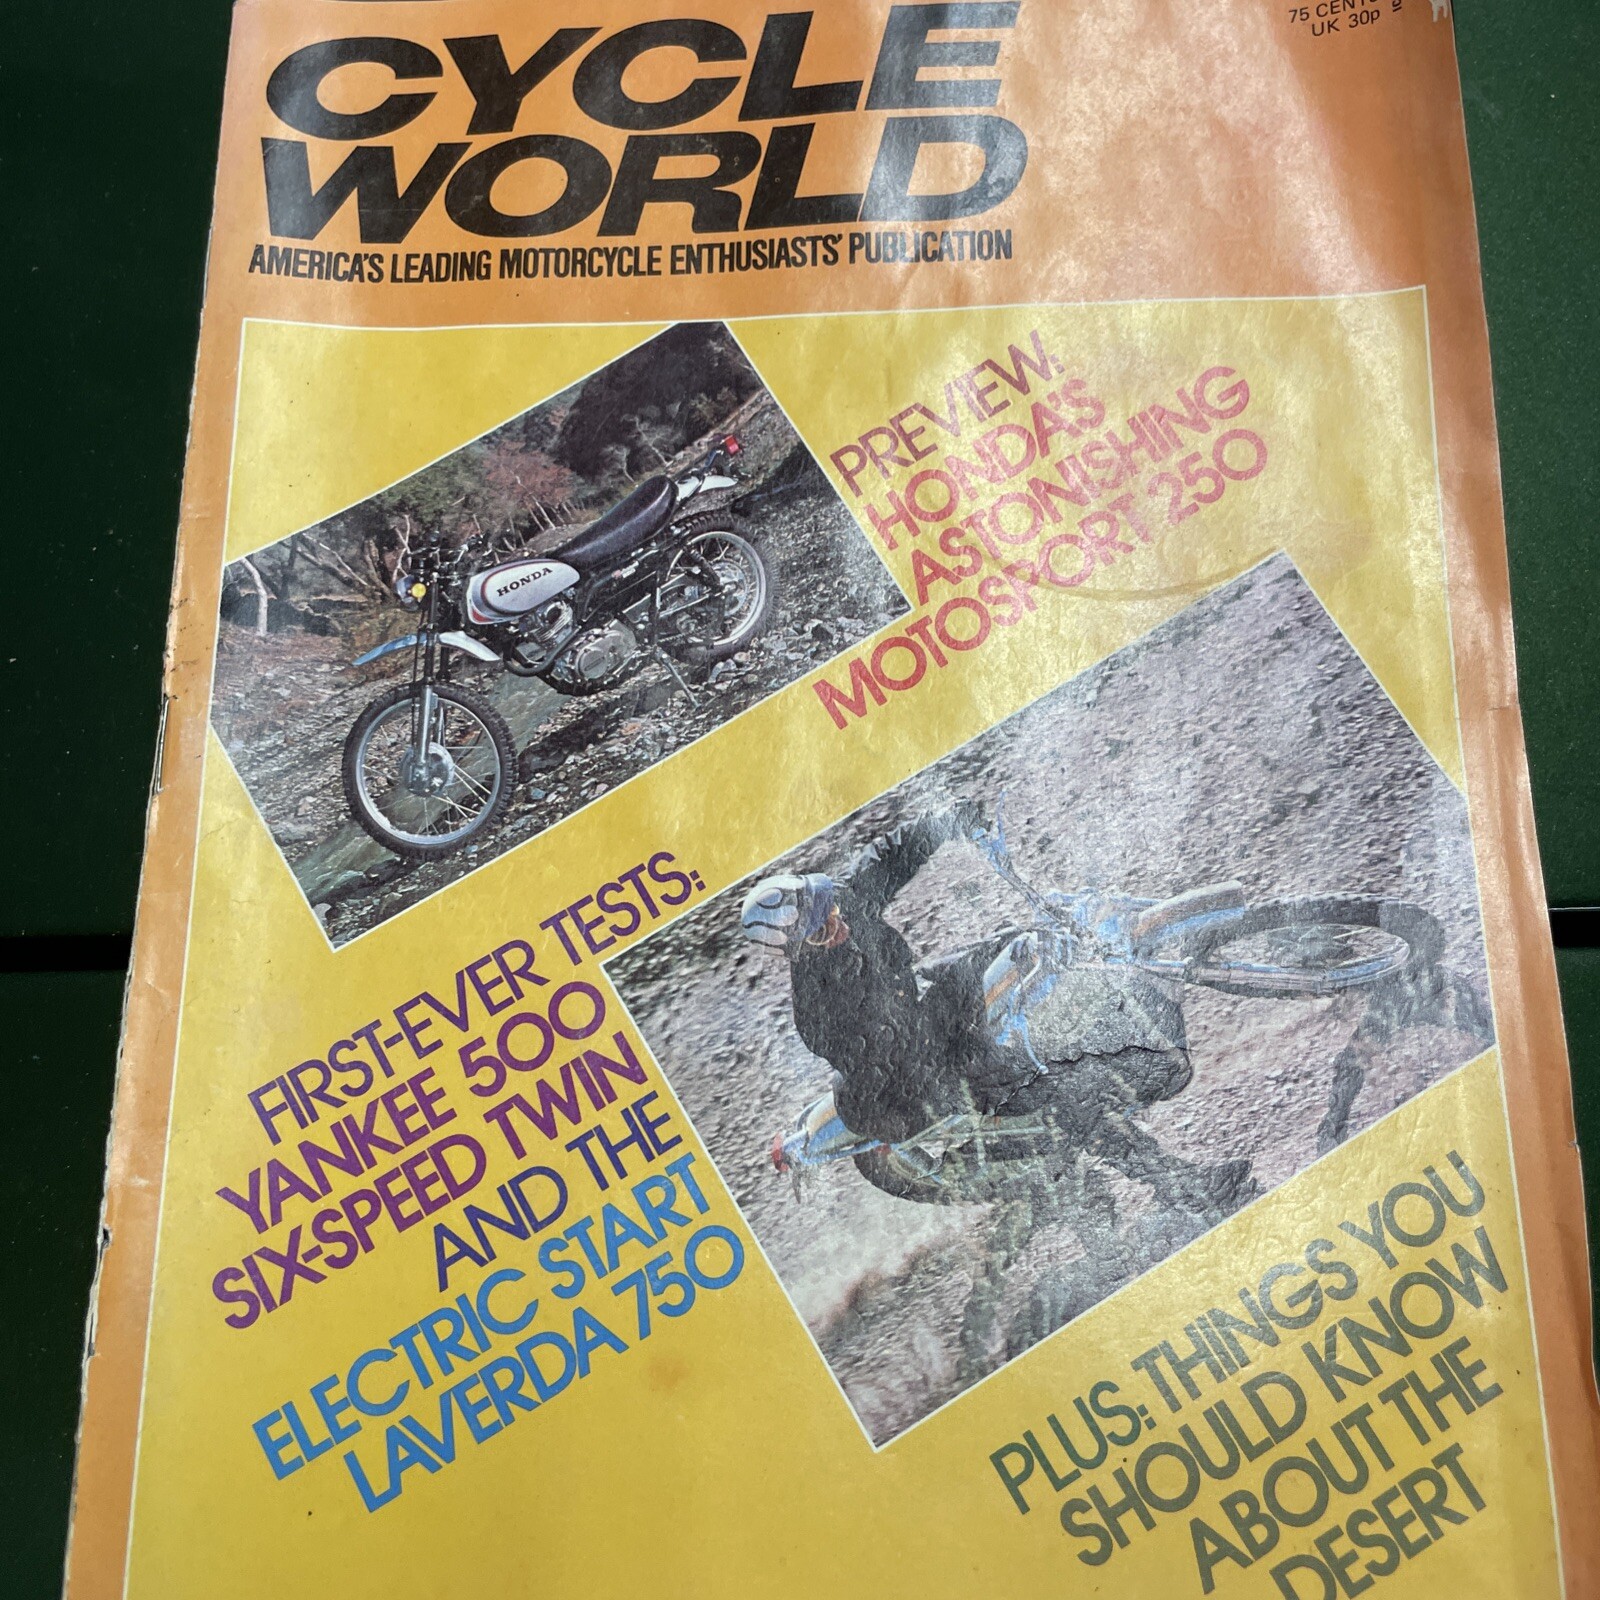 CYCLE
WORLD
AMERICA'S LEADING MOTORCYCLE ENTHUSIASTS' PUBLICATION
75 CENTS
UK 30p
PREVIEW:
HONDA'S
ASTONISHING
MOTOSPORT 250
HONDA
FIRST-EVER TESTS:
YANKEE 500
SIX-SPEED TWIN
AND THE
ELECTRIC START
LAVERDA 750
PLUS: THINGS YOU
SHOULD KNOW
ABOUT THE
DESERT